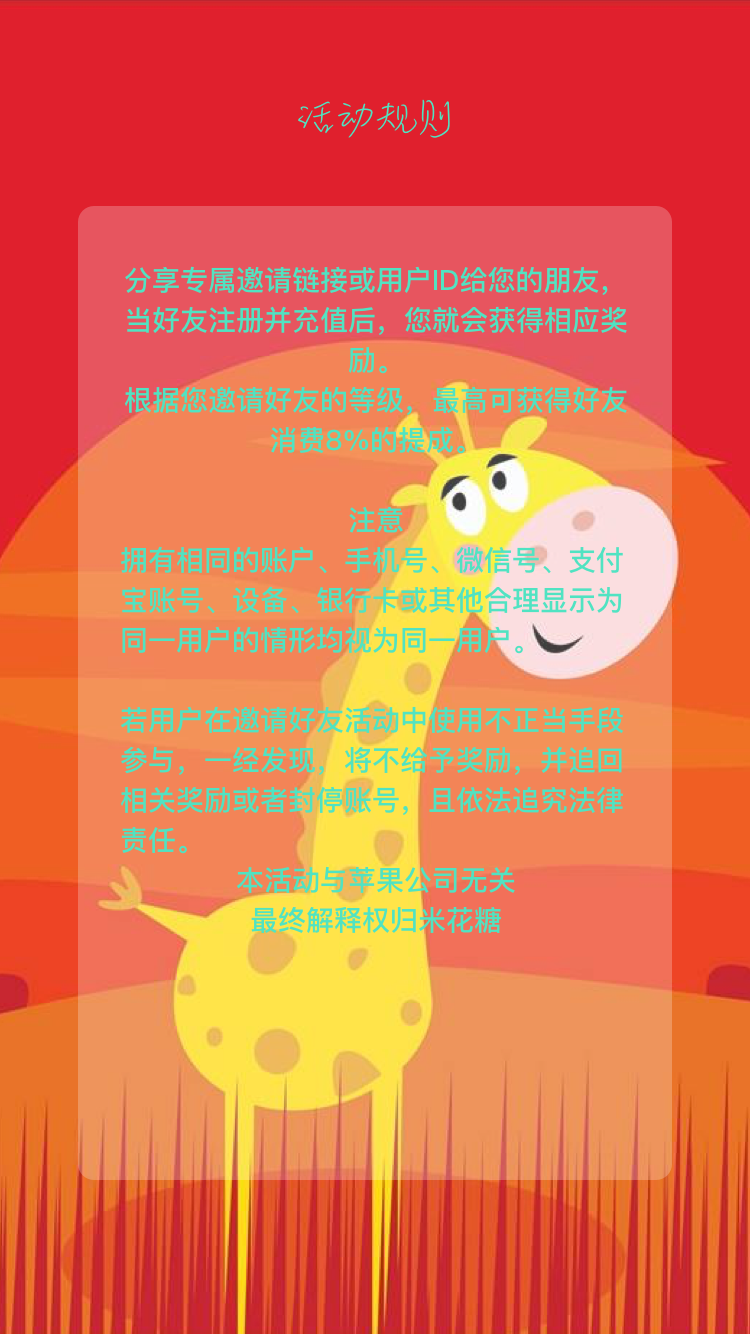 活动规则
分享专属邀请链接或用户ID给您的朋友，
当好友注册并充值后，您就会获得相应奖
励。
根据您邀请好友的等级，最高可获得好友
消费8%的提成。
注意
拥有相同的账户、手机号、微信号、支付
宝账号、设备、银行卡或其他合理显示为
同一用户的情形均视为同一用户。
若用户在邀请好友活动中使用不正当手段
参与，一经发现，将不给予奖励，并追回
相关奖励或者封停账号，且依法追究法律
责任。
本活动与苹果公司无关
最终解释权归米花糖